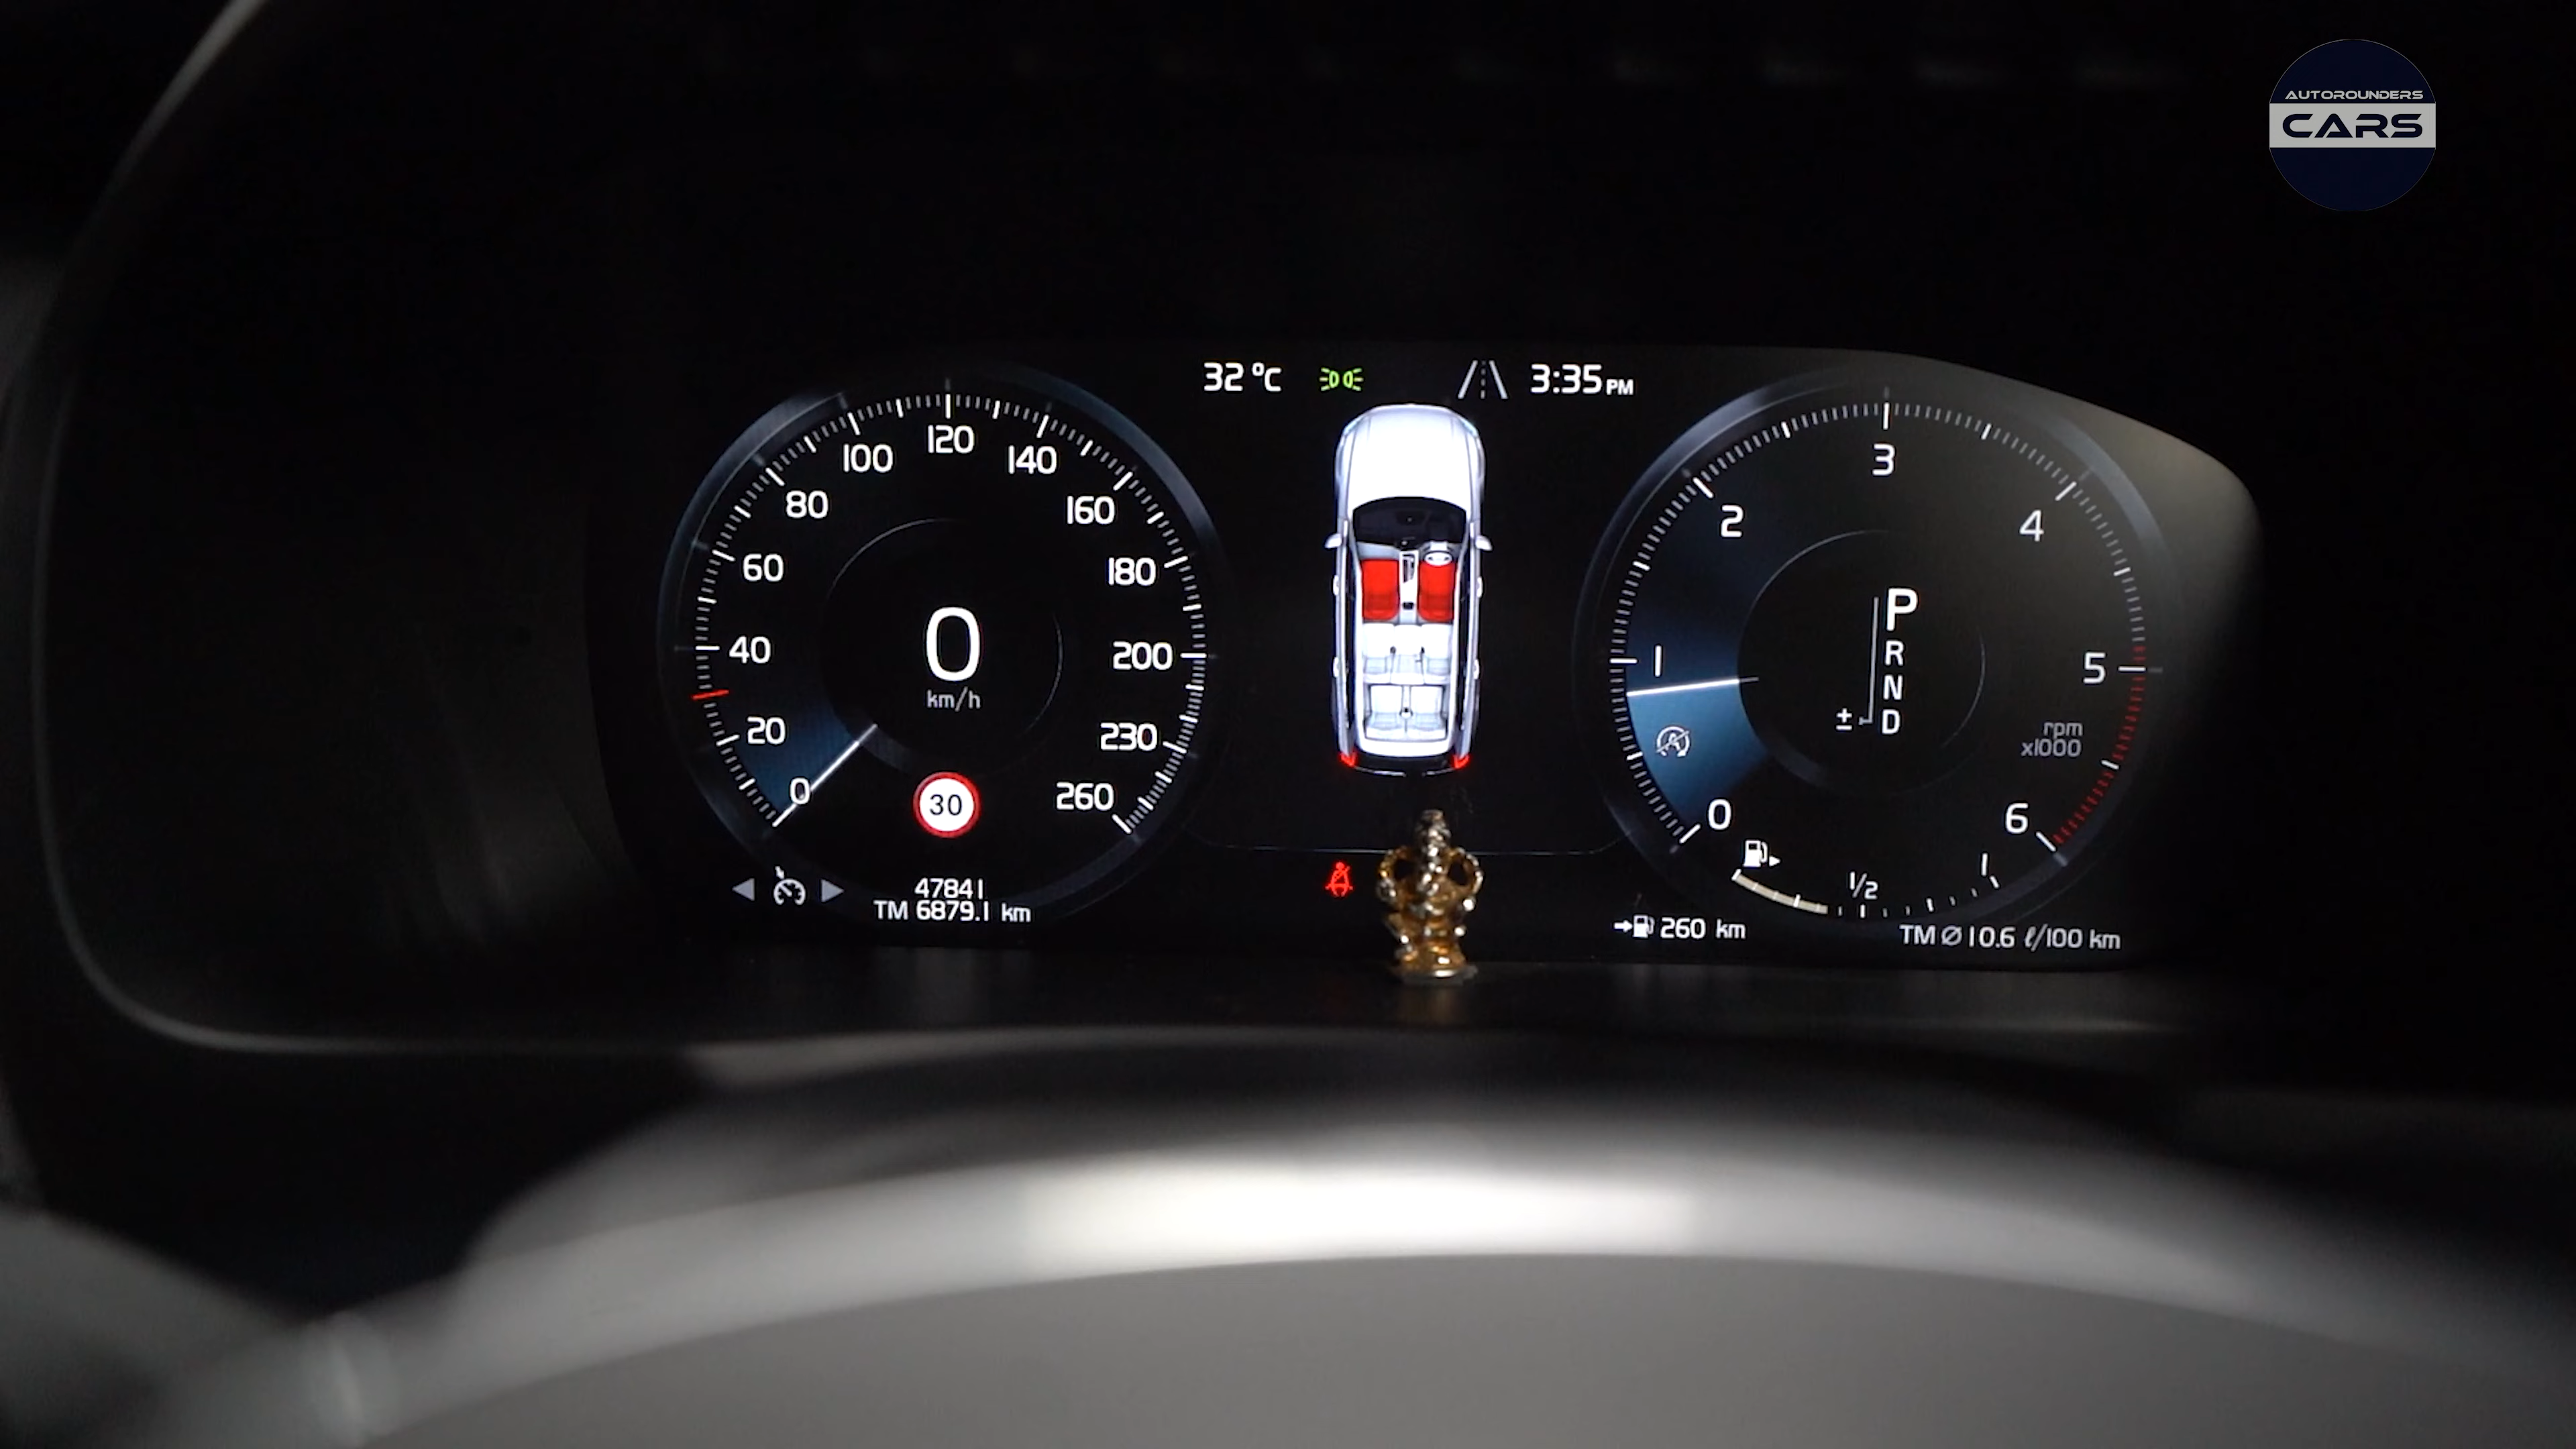 AUTOROUNDERS
CARS
32 °C
3:35 PM
0
20
40
60
80
100
120
140
160
180
200
230
260
0
km/h
30
47841
TM 6879.1 km
0
1
2
3
4
5
6
rpm
x1000
P
R
N
D
±
1/2
1
260 km
TM Ø 10.6 ℓ/100 km